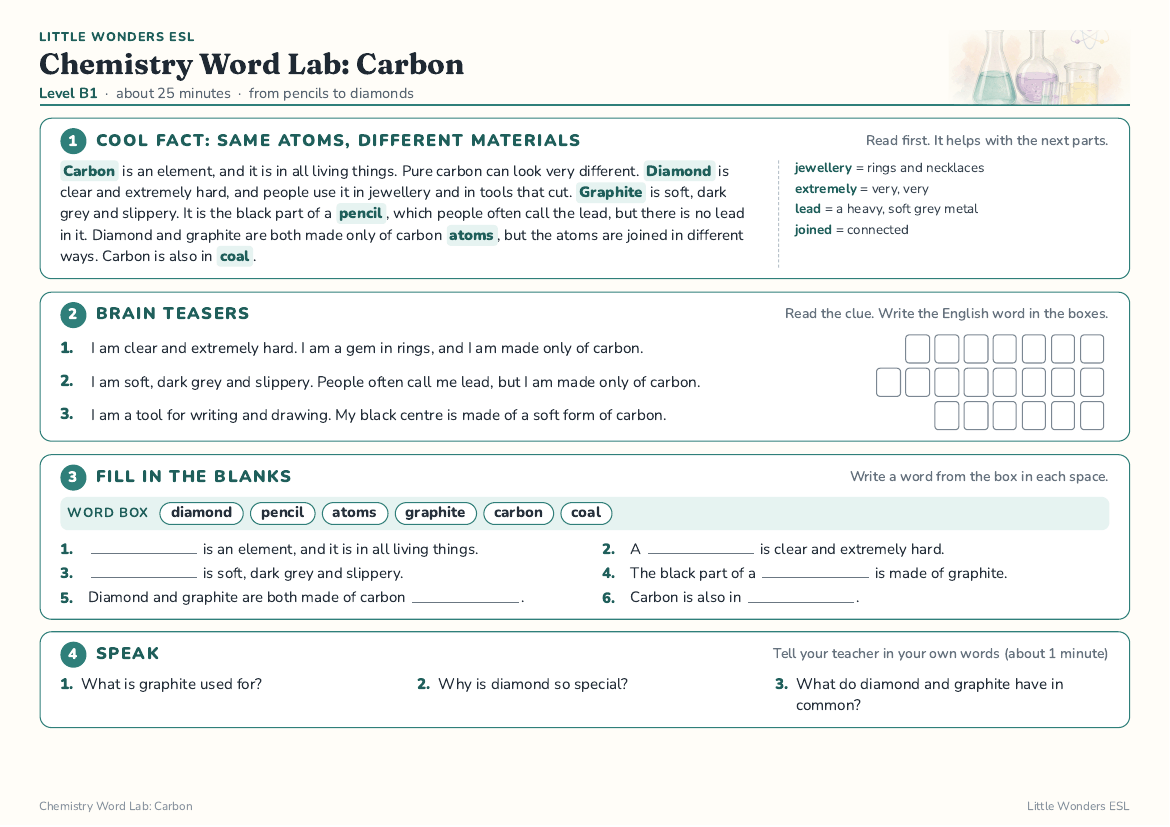 LITTLE WONDERS ESL
Chemistry Word Lab: Carbon
Level B1 · about 25 minutes · from pencils to diamonds
1 COOL FACT: SAME ATOMS, DIFFERENT MATERIALS
Read first. It helps with the next parts.
Carbon is an element, and it is in all living things. Pure carbon can look very different. Diamond is
clear and extremely hard, and people use it in jewellery and in tools that cut. Graphite is soft, dark
grey and slippery. It is the black part of a pencil, which people often call the lead, but there is no lead
in it. Diamond and graphite are both made only of carbon atoms, but the atoms are joined in different
ways. Carbon is also in coal.
jewellery = rings and necklaces
extremely = very, very
lead = a heavy, soft grey metal
joined = connected
2 BRAIN TEASERS
Read the clue. Write the English word in the boxes.
1. I am clear and extremely hard. I am a gem in rings, and I am made only of carbon.
2. I am soft, dark grey and slippery. People often call me lead, but I am made only of carbon.
3. I am a tool for writing and drawing. My black centre is made of a soft form of carbon.
3 FILL IN THE BLANKS
Write a word from the box in each space.
WORD BOX diamond pencil atoms graphite carbon coal
1. ____________ is an element, and it is in all living things.
2. A ____________ is clear and extremely hard.
3. ____________ is soft, dark grey and slippery.
4. The black part of a ____________ is made of graphite.
5. Diamond and graphite are both made of carbon ____________.
6. Carbon is also in ____________.
4 SPEAK
Tell your teacher in your own words (about 1 minute)
1. What is graphite used for?
2. Why is diamond so special?
3. What do diamond and graphite have in
common?
Chemistry Word Lab: Carbon
Little Wonders ESL